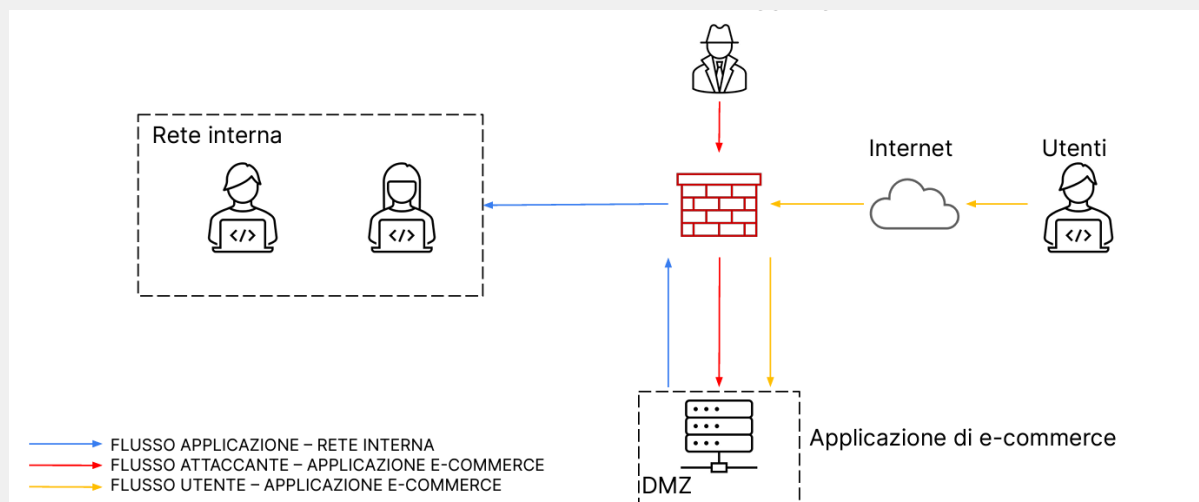 Rete interna
Internet
Utenti
</>
</>
</>
Applicazione di e-commerce
DMZ
FLUSSO APPLICAZIONE – RETE INTERNA
FLUSSO ATTACCANTE – APPLICAZIONE E-COMMERCE
FLUSSO UTENTE – APPLICAZIONE E-COMMERCE